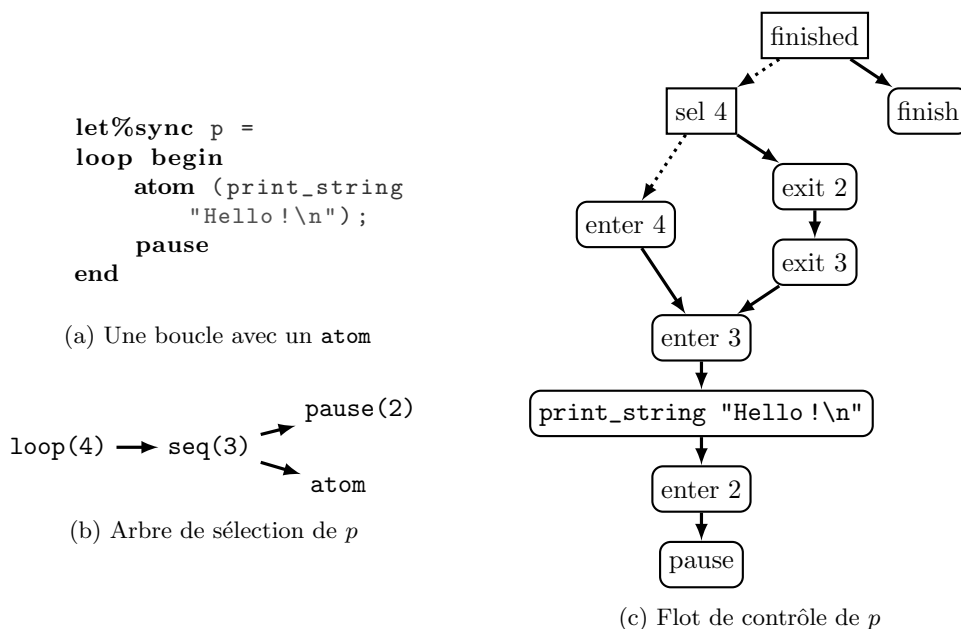 let%sync p =
loop begin
atom (print_string
"Hello !\n");
pause
end
(a) Une boucle avec un atom
loop(4)
seq(3)
pause(2)
atom
(b) Arbre de sélection de p
finished
sel 4
finish
exit 2
enter 4
exit 3
enter 3
print_string "Hello !\n"
enter 2
pause
(c) Flot de contrôle de p